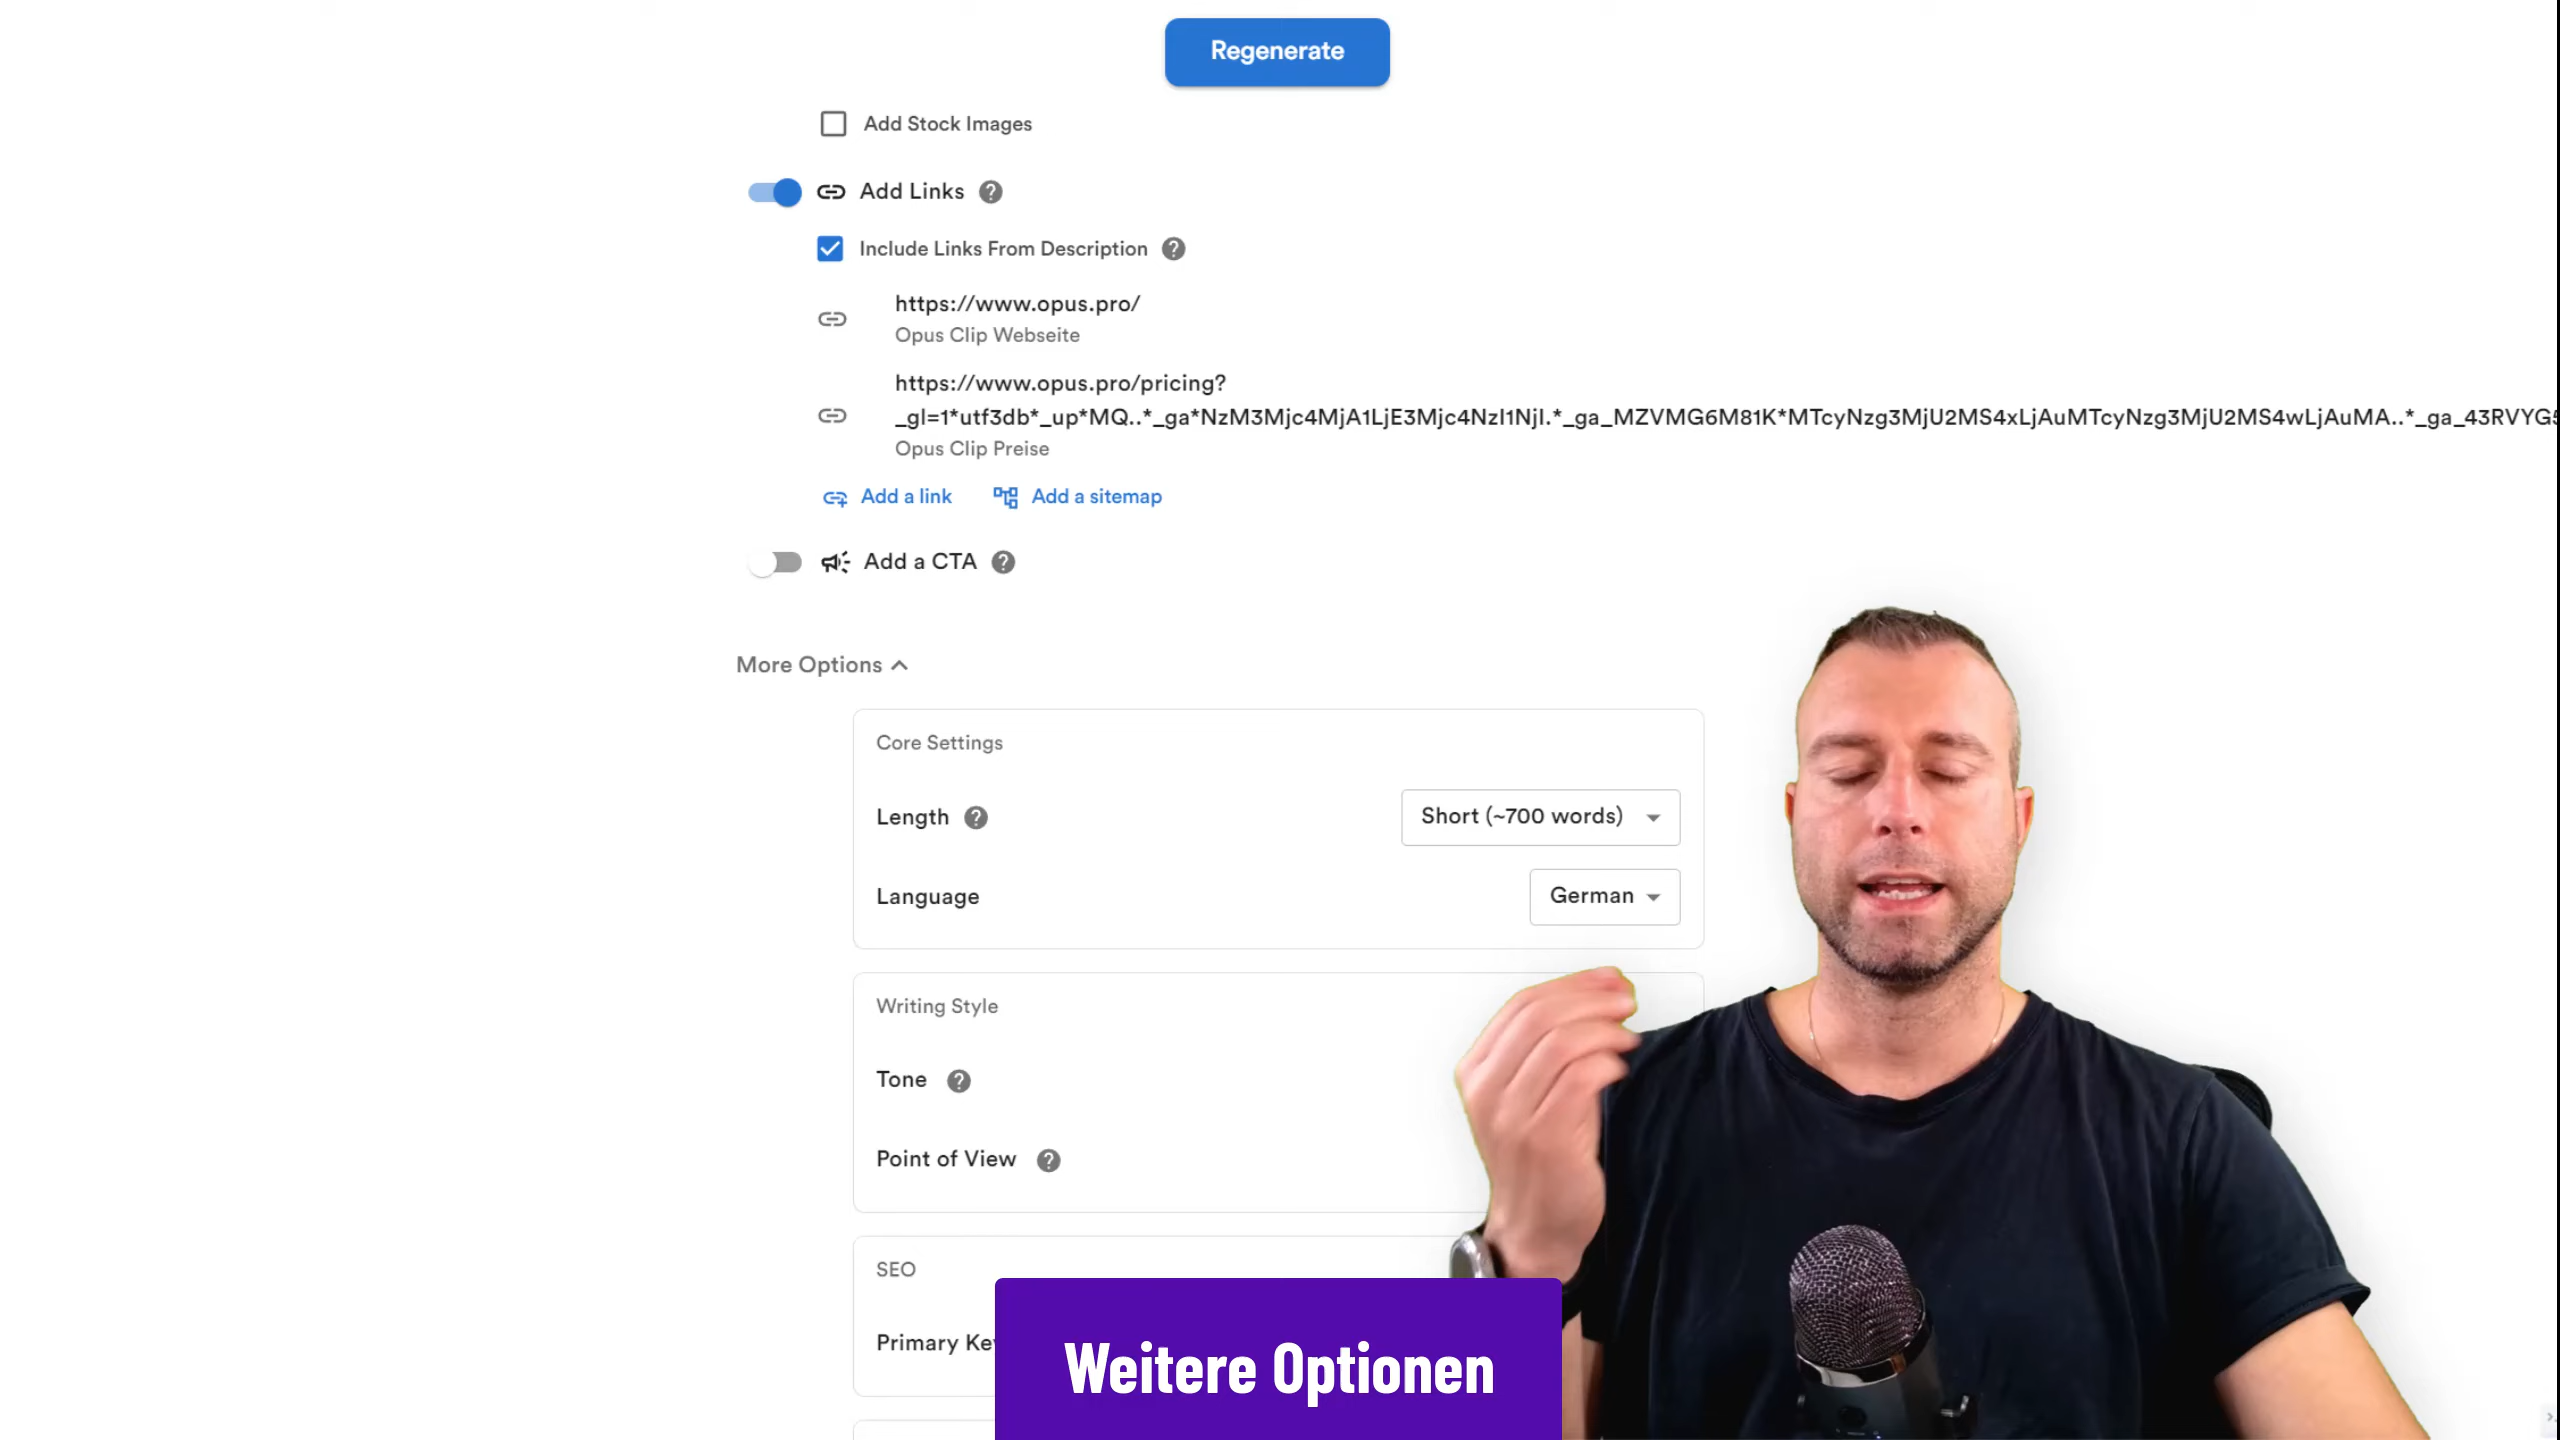 Regenerate
Add Stock Images
Add Links
Include Links From Description
https://www.opus.pro/
Opus Clip Webseite
https://www.opus.pro/pricing?
_gl=1*utf3db*_up*MQ..*_ga*NzM3Mjc4MjA1LjE3Mjc4NzI1NjI.*_ga_MZVMG6M81K*MTcyNzg3MjU2MS4xLjAuMTcyNzg3MjU2MS4wLjAuMA..*_ga_43RVYG5
Opus Clip Preise
Add a link Add a sitemap
Add a CTA
More Options
Core Settings
Length Short (~700 words)
Language German
Writing Style
Tone
Point of View
SEO
Primary Ke
Weitere Optionen